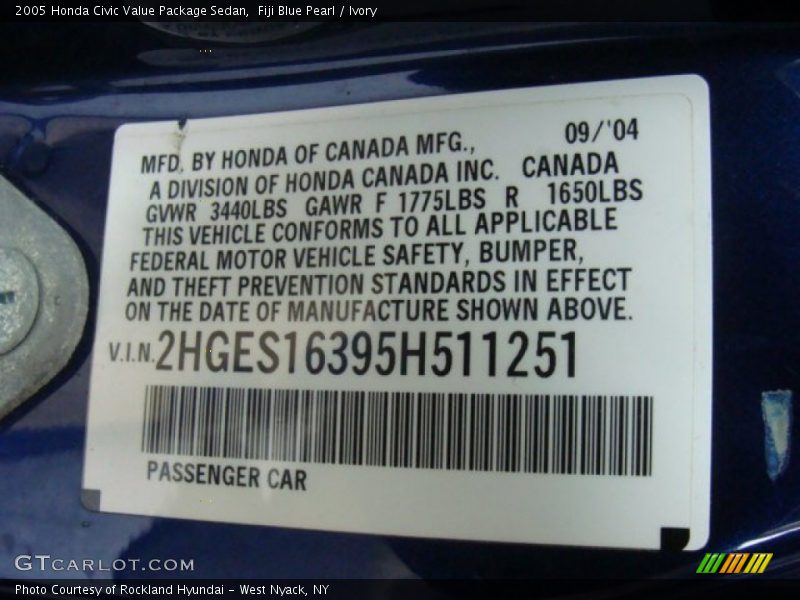 2005 Honda Civic Value Package Sedan,  Fiji Blue Pearl / Ivory
09/'04
MFD. BY HONDA OF CANADA MFG.,
A DIVISION OF HONDA CANADA INC. CANADA
GVWR 3440LBS GAWR F 1775LBS R 1650LBS
THIS VEHICLE CONFORMS TO ALL APPLICABLE
FEDERAL MOTOR VEHICLE SAFETY, BUMPER,
AND THEFT PREVENTION STANDARDS IN EFFECT
ON THE DATE OF MANUFACTURE SHOWN ABOVE.
V.I.N. 2HGES16395H511251
PASSENGER CAR
GTCARLOT.COM
Photo Courtesy of Rockland Hyundai - West Nyack, NY